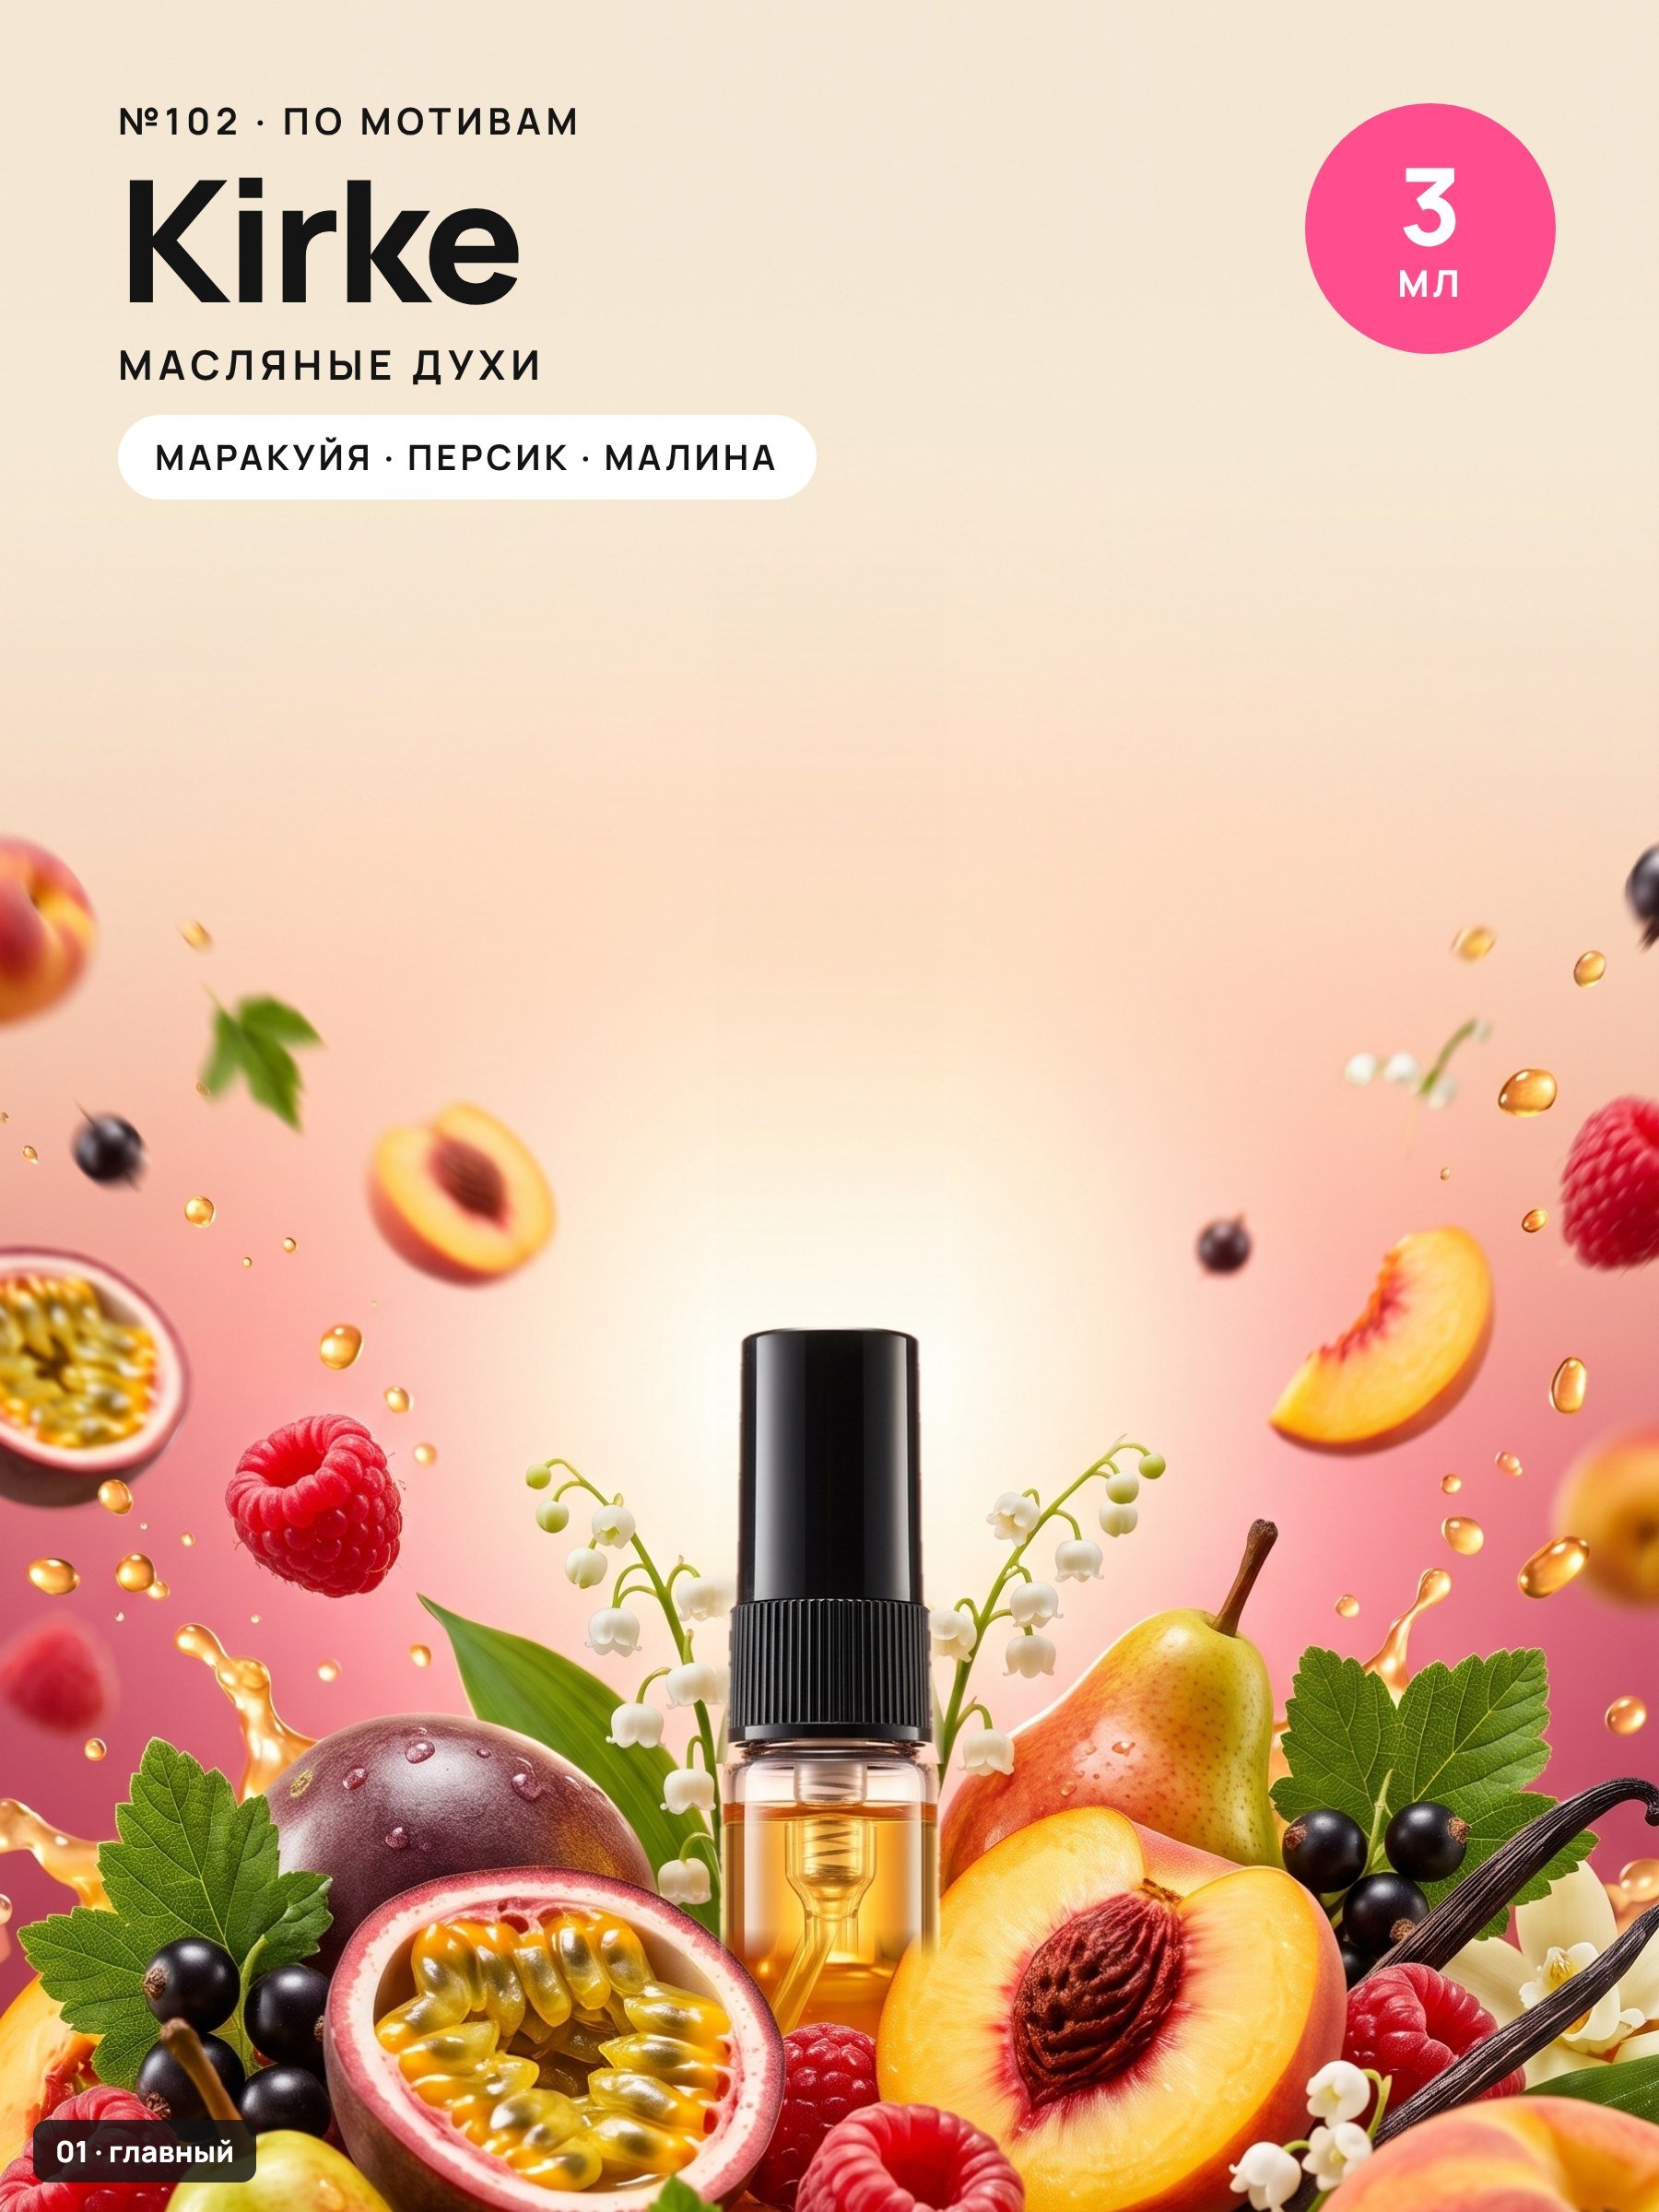 №102 · ПО МОТИВАМ
Kirke
МАСЛЯНЫЕ ДУХИ
МАРАКУЙЯ · ПЕРСИК · МАЛИНА
3
МЛ
01 · главный